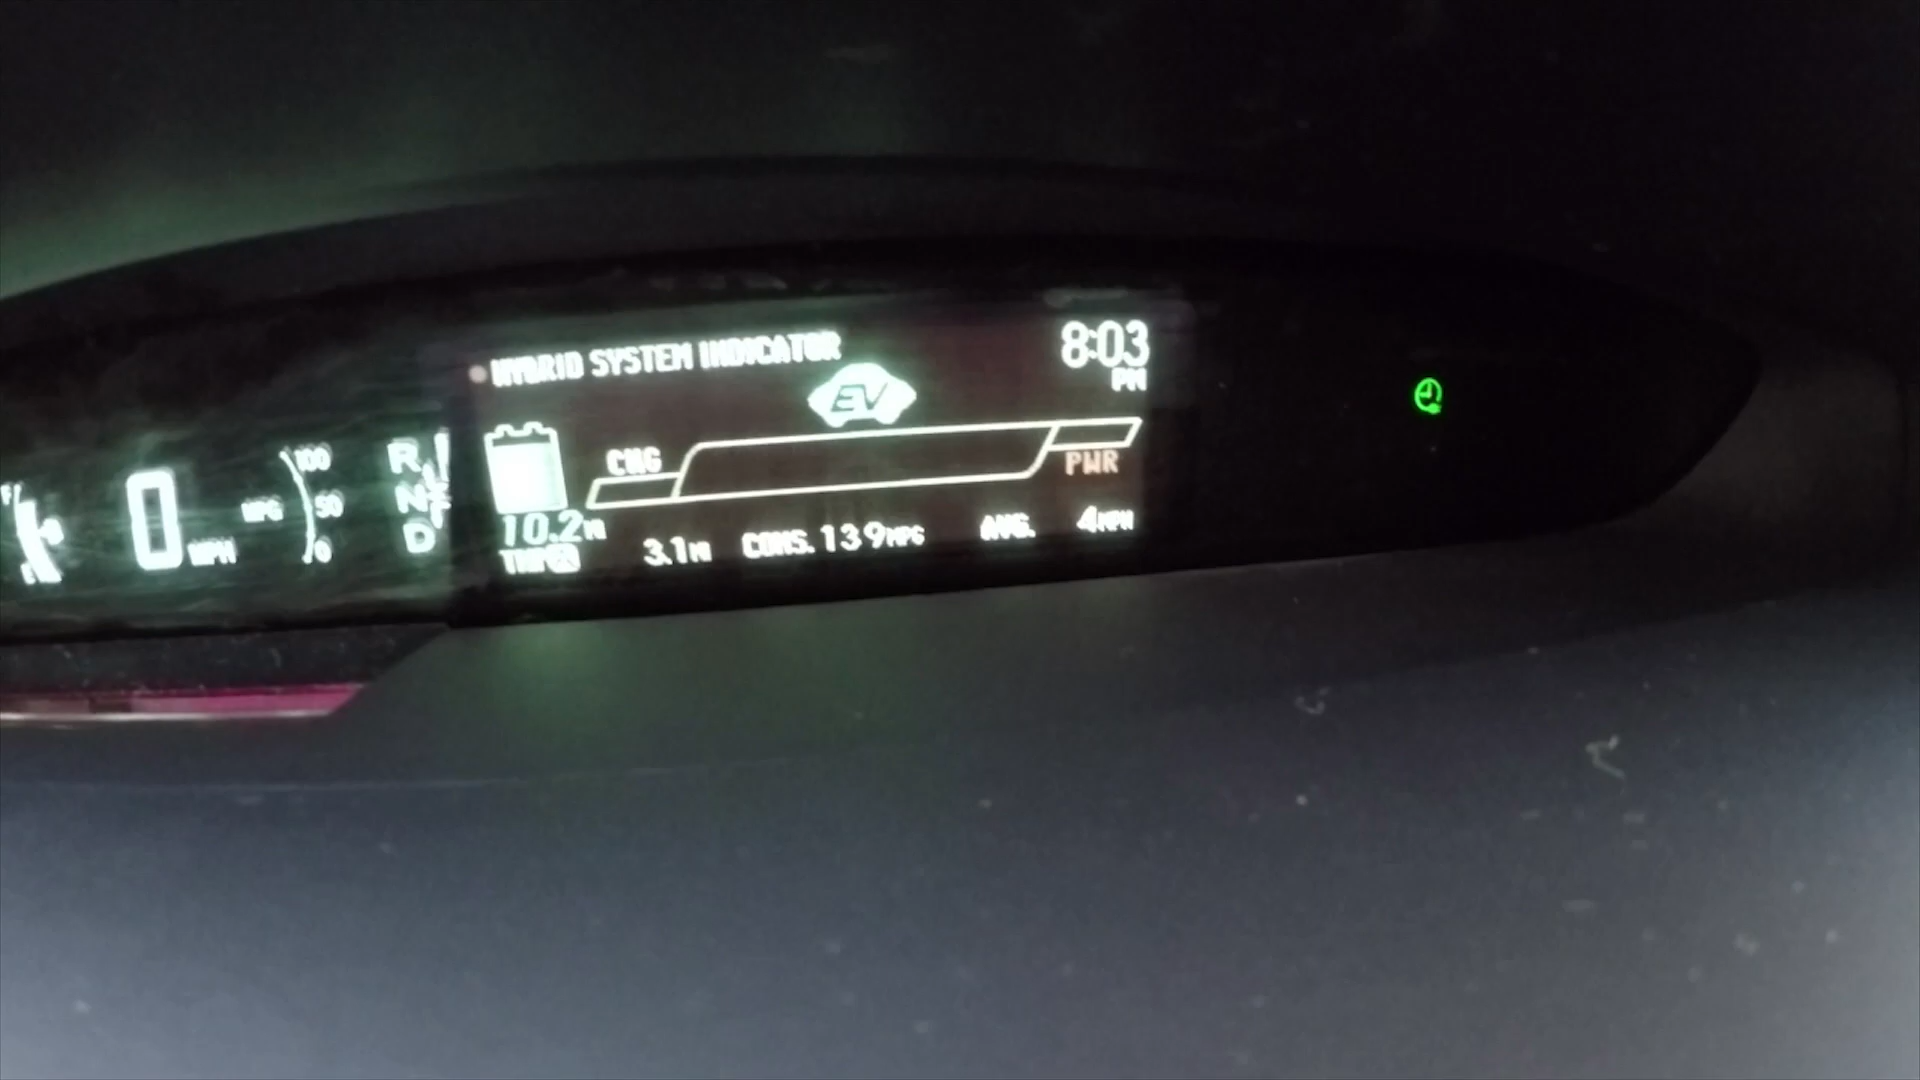 HYBRID SYSTEM INDICATOR
8:03
PM
EV
CHG
PWR
F
E
0
MPH
MPG
100
50
0
R
N
D
10.2MI
3.1MI
CONS. 139MPG
AVG. 4MPH